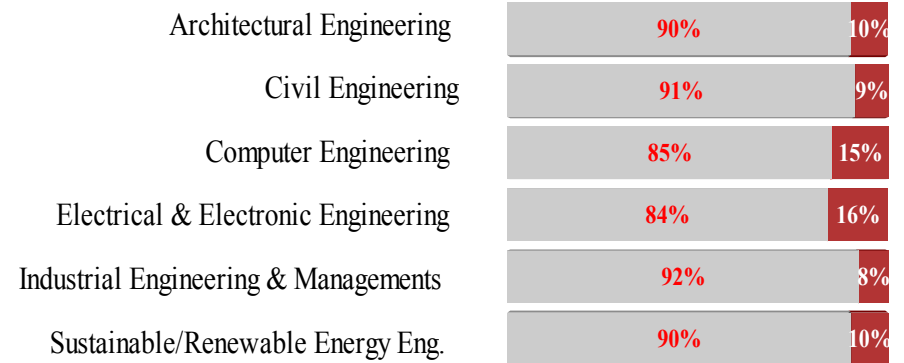 Architectural Engineering 90% 10%
Civil Engineering 91% 9%
Computer Engineering 85% 15%
Electrical & Electronic Engineering 84% 16%
Industrial Engineering & Managements 92% 8%
Sustainable/Renewable Energy Eng. 90% 10%